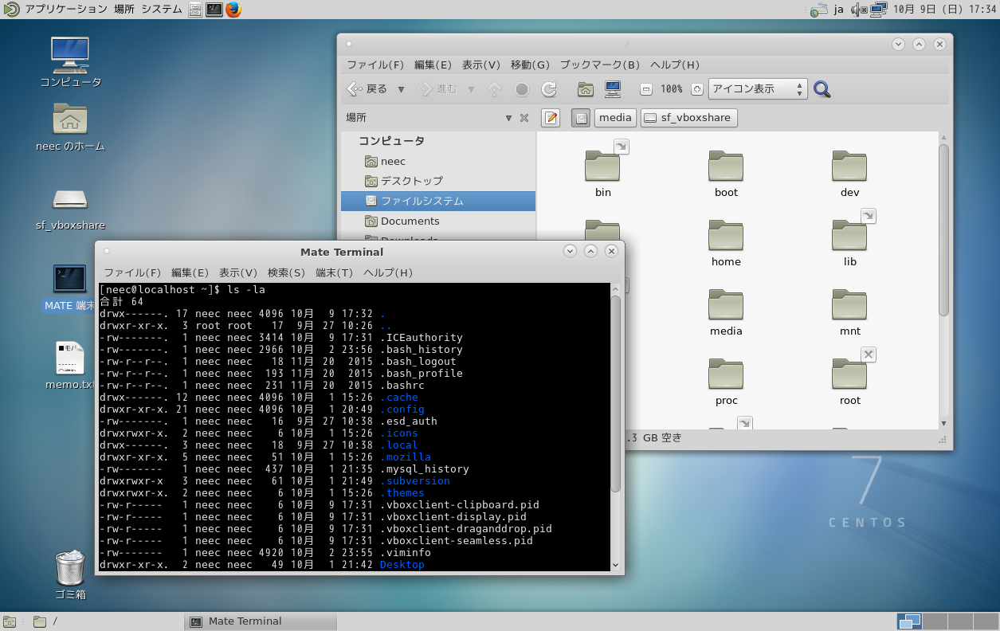 アプリケーション 場所 システム
ja 10月 9日 (日) 17:34
コンピュータ
neec のホーム
sf_vboxshare
MATE 端末
memo.txt
ゴミ箱
/
ファイル(F) 編集(E) 表示(V) 移動(G) ブックマーク(B) ヘルプ(H)
戻る 進む 100% アイコン表示
場所 media sf_vboxshare
コンピュータ
neec
デスクトップ
ファイルシステム
Documents
Downloads
bin boot dev
home lib
media mnt
proc root
.3 GB 空き
Mate Terminal
ファイル(F) 編集(E) 表示(V) 検索(S) 端末(T) ヘルプ(H)
[neec@localhost ~]$ ls -la
合計 64
drwx------. 17 neec neec 4096 10月  9 17:32 .
drwxr-xr-x.  3 root root   17  9月 27 10:26 ..
-rw-------.  1 neec neec 3414 10月  9 17:31 .ICEauthority
-rw-------.  1 neec neec 2966 10月  2 23:56 .bash_history
-rw-r--r--.  1 neec neec   18 11月 20  2015 .bash_logout
-rw-r--r--.  1 neec neec  193 11月 20  2015 .bash_profile
-rw-r--r--.  1 neec neec  231 11月 20  2015 .bashrc
drwx------. 12 neec neec 4096 10月  1 15:26 .cache
drwxr-xr-x. 21 neec neec 4096 10月  1 20:49 .config
-rw-------.  1 neec neec   16  9月 27 10:38 .esd_auth
drwxrwxr-x.  2 neec neec    6 10月  1 15:26 .icons
drwx------.  3 neec neec   18  9月 27 10:38 .local
drwxr-xr-x.  5 neec neec   51 10月  1 15:26 .mozilla
-rw-------   1 neec neec  437 10月  1 21:35 .mysql_history
drwxrwxr-x   3 neec neec   61 10月  1 21:49 .subversion
drwxrwxr-x.  2 neec neec    6 10月  1 15:26 .themes
-rw-r-----   1 neec neec    6 10月  9 17:31 .vboxclient-clipboard.pid
-rw-r-----   1 neec neec    6 10月  9 17:31 .vboxclient-display.pid
-rw-r-----   1 neec neec    6 10月  9 17:31 .vboxclient-draganddrop.pid
-rw-r-----   1 neec neec    6 10月  9 17:31 .vboxclient-seamless.pid
-rw-------   1 neec neec 4920 10月  2 23:55 .viminfo
drwxr-xr-x.  2 neec neec   49 10月  1 21:42 Desktop
7
CENTOS
/ Mate Terminal